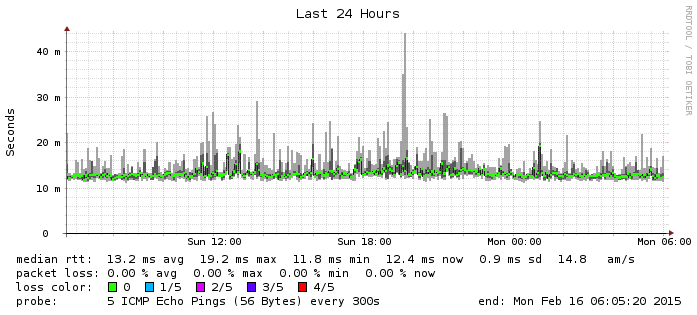 Last 24 Hours
RRDTOOL / TOBI OETIKER
Seconds
40 m
30 m
20 m
10 m
0
Sun 12:00 Sun 18:00 Mon 00:00 Mon 06:00
median rtt: 13.2 ms avg 19.2 ms max 11.8 ms min 12.4 ms now 0.9 ms sd 14.8 am/s
packet loss: 0.00 % avg 0.00 % max 0.00 % min 0.00 % now
loss color: 0 1/5 2/5 3/5 4/5
probe: 5 ICMP Echo Pings (56 Bytes) every 300s end: Mon Feb 16 06:05:20 2015